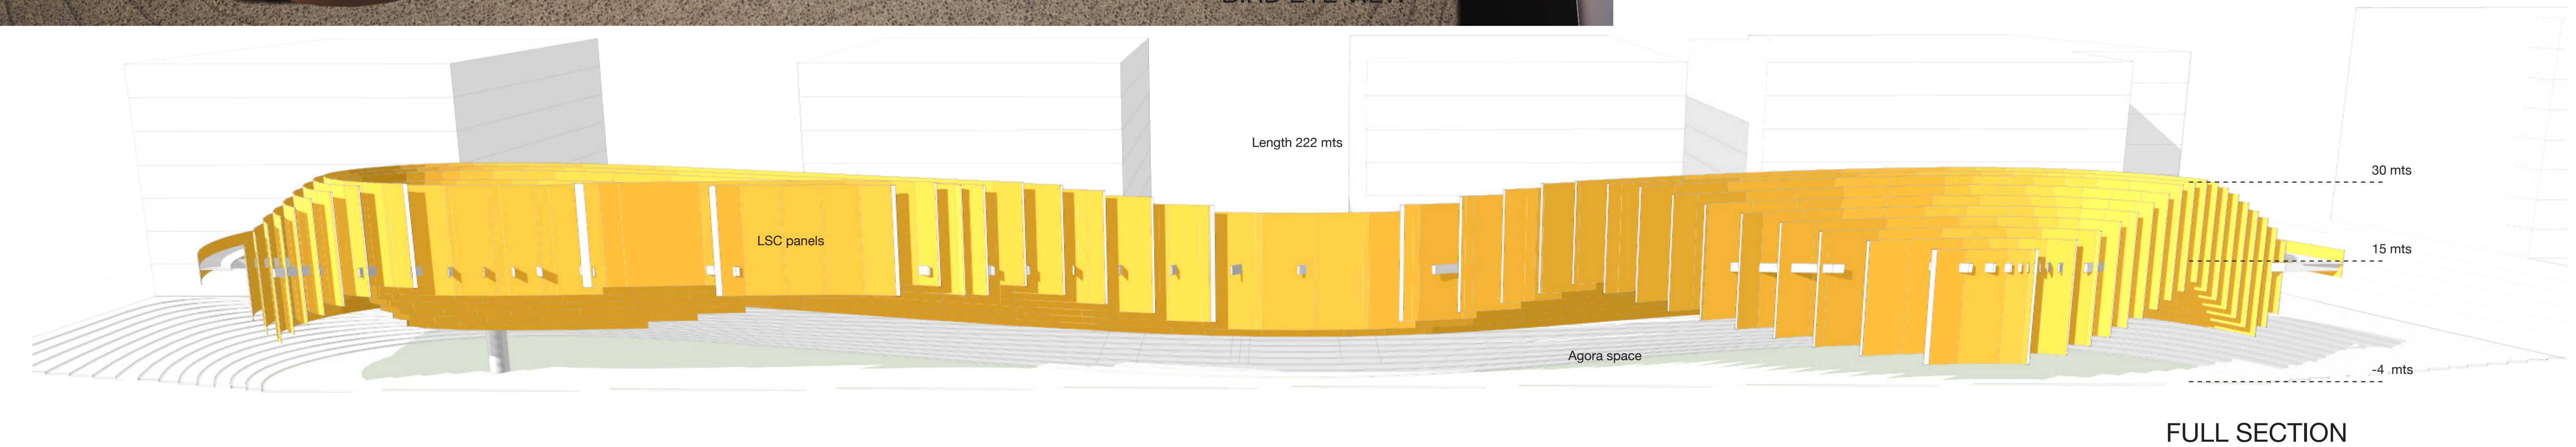 Length 222 mts
30 mts
LSC panels
15 mts
Agora space
-4 mts
FULL SECTION